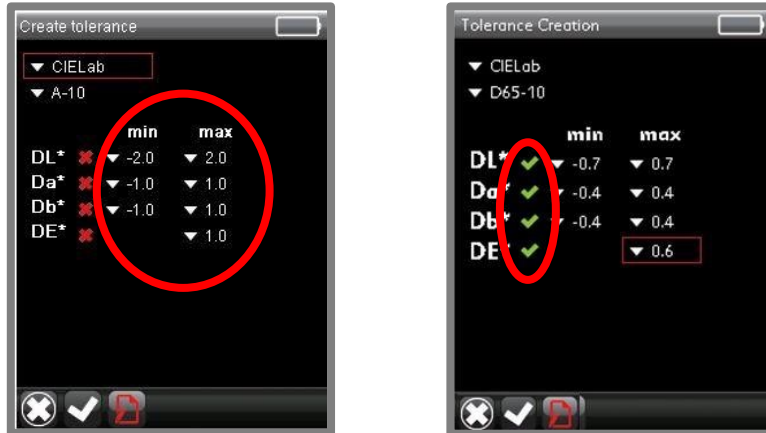 Create tolerance
CIELab
A-10
min max
DL* -2.0 2.0
Da* -1.0 1.0
Db* -1.0 1.0
DE* 1.0
Tolerance Creation
CIELab
D65-10
min max
DL* -0.7 0.7
Da* -0.4 0.4
Db* -0.4 0.4
DE* 0.6